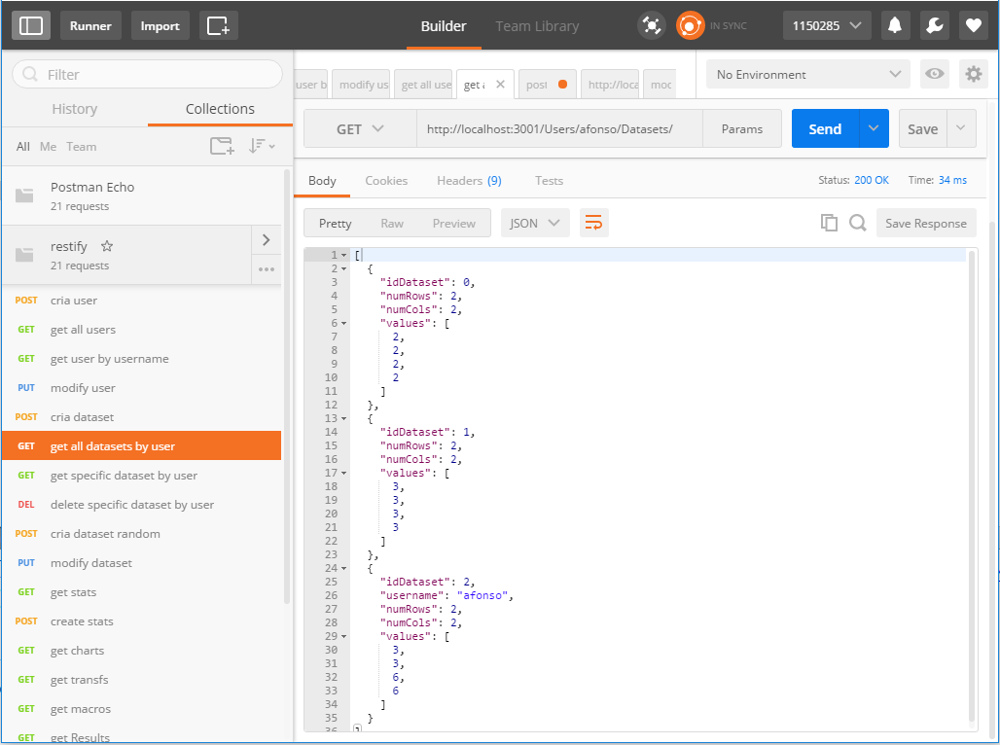 Runner Import Builder Team Library IN SYNC 1150285
Filter
History Collections
All Me Team
Postman Echo
21 requests
restify
21 requests
POST cria user
GET get all users
GET get user by username
PUT modify user
POST cria dataset
GET get all datasets by user
GET get specific dataset by user
DEL delete specific dataset by user
POST cria dataset random
PUT modify dataset
GET get stats
POST create stats
GET get charts
GET get transfs
GET get macros
GET get Results
user b modify us get all use get a post http://loca mod No Environment
GET http://localhost:3001/Users/afonso/Datasets/ Params Send Save
Body Cookies Headers (9) Tests Status: 200 OK Time: 34 ms
Pretty Raw Preview JSON Save Response
1 [
2 {
3 "idDataset": 0,
4 "numRows": 2,
5 "numCols": 2,
6 "values": [
7 2,
8 2,
9 2,
10 2
11 ]
12 },
13 {
14 "idDataset": 1,
15 "numRows": 2,
16 "numCols": 2,
17 "values": [
18 3,
19 3,
20 3,
21 3
22 ]
23 },
24 {
25 "idDataset": 2,
26 "username": "afonso",
27 "numRows": 2,
28 "numCols": 2,
29 "values": [
30 3,
31 3,
32 6,
33 6
34 ]
35 }
36 ]